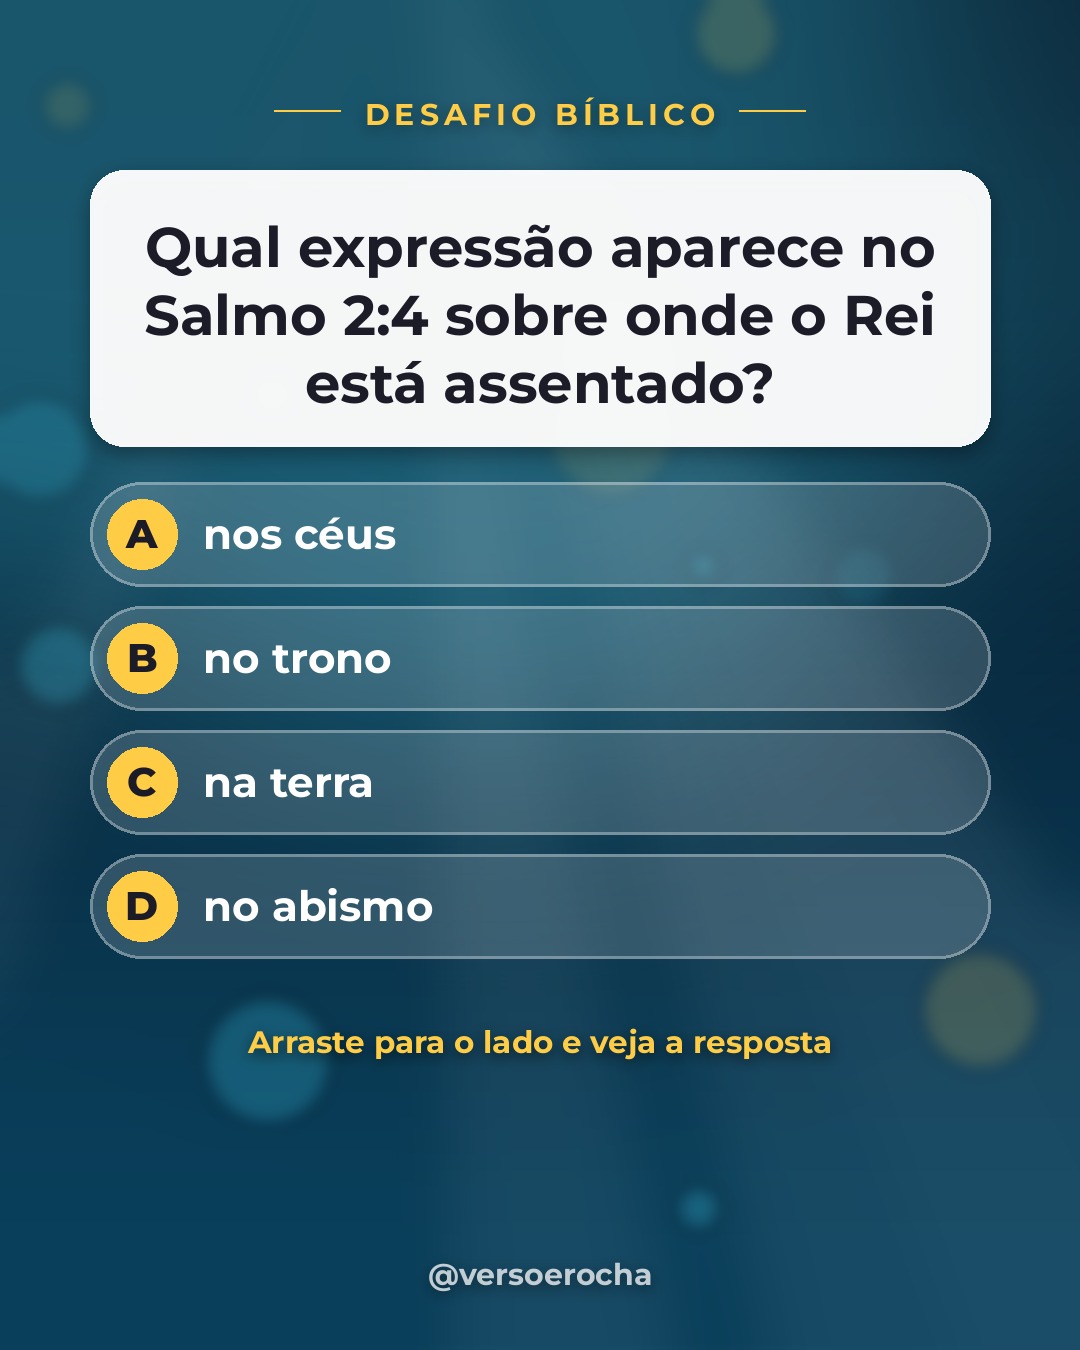 DESAFIO BÍBLICO
Qual expressão aparece no
Salmo 2:4 sobre onde o Rei
está assentado?
A nos céus
B no trono
C na terra
D no abismo
Arraste para o lado e veja a resposta
@versoerocha